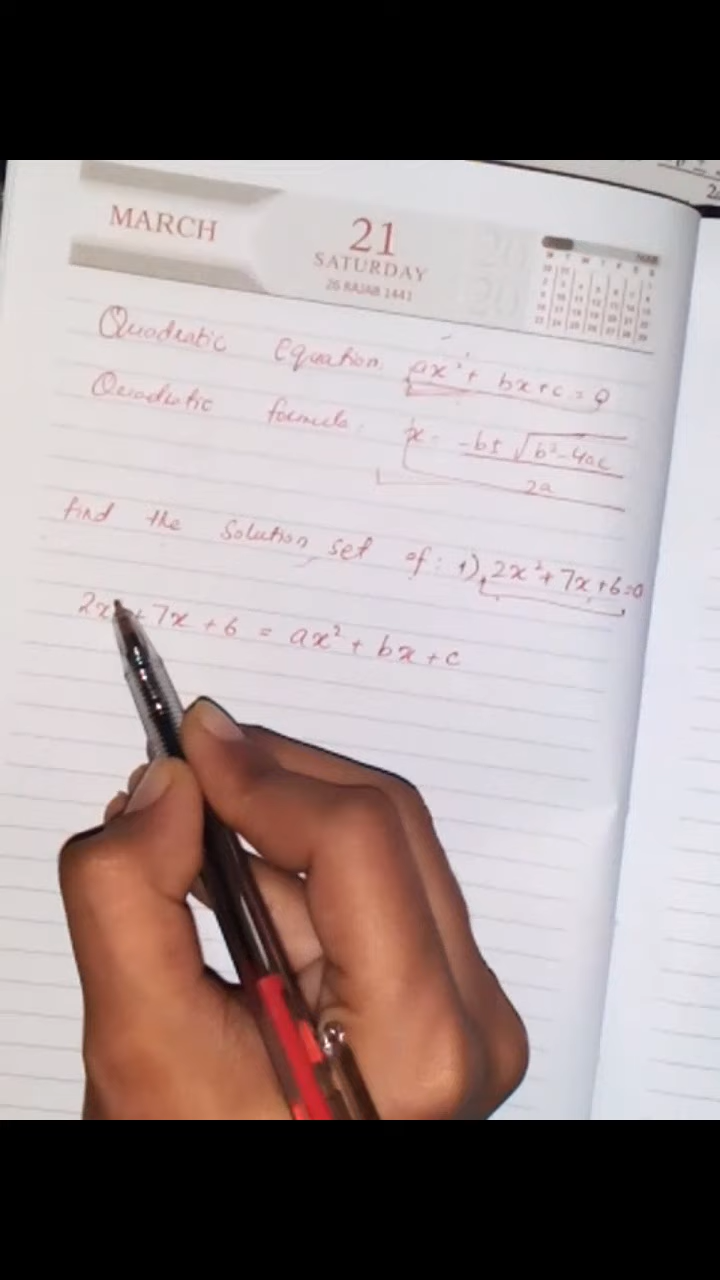 MARCH
21
SATURDAY
26 RAJAB 1441
Quadratic Equation: ax² + bx + c = 0
Quadratic formula: x = -b± √b²-4ac
2a
find the Solution set of: 1) 2x² + 7x + 6 = 0
2x² + 7x + 6 = ax² + bx + c